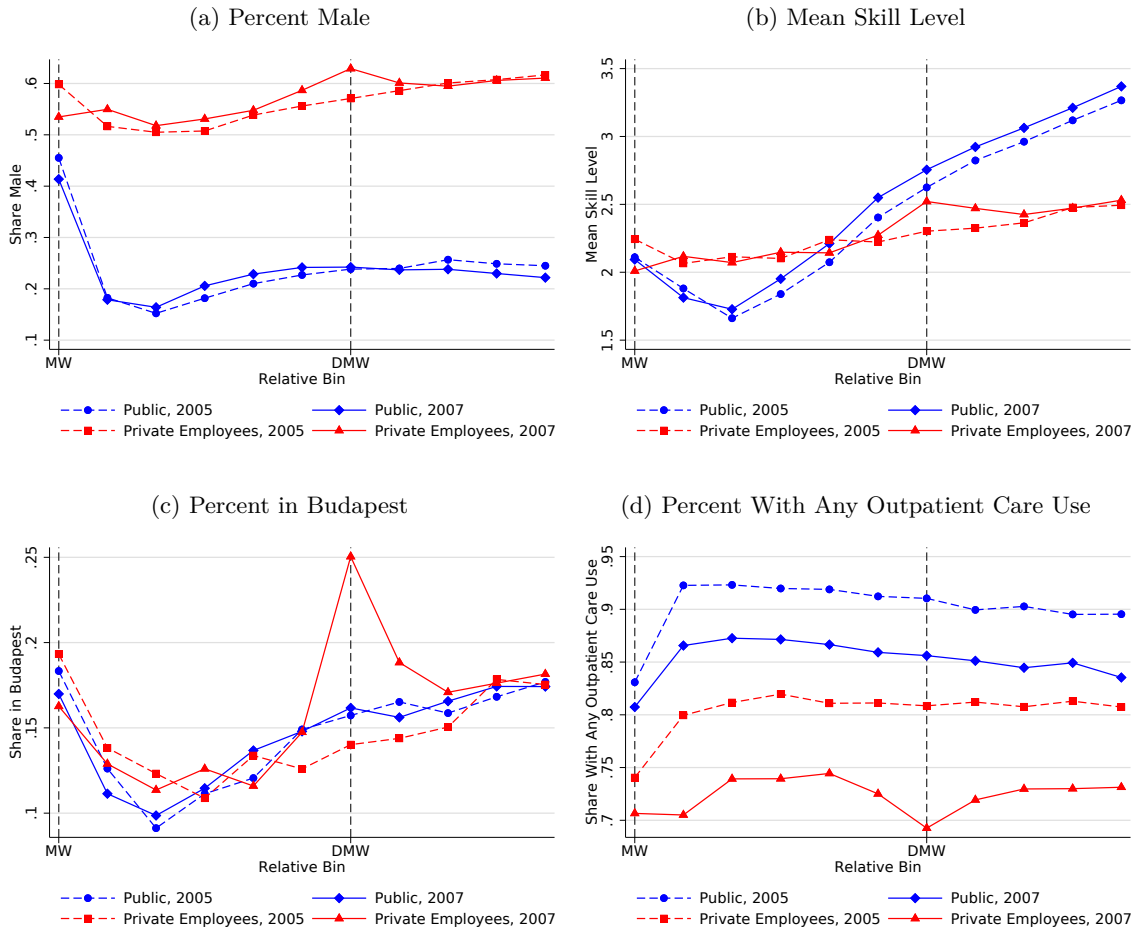 (a) Percent Male
Share Male
.1 .2 .3 .4 .5 .6
MW DMW
Relative Bin
Public, 2005 Public, 2007
Private Employees, 2005 Private Employees, 2007
(b) Mean Skill Level
Mean Skill Level
1.5 2 2.5 3 3.5
MW DMW
Relative Bin
Public, 2005 Public, 2007
Private Employees, 2005 Private Employees, 2007
(c) Percent in Budapest
Share in Budapest
.1 .15 .2 .25
MW DMW
Relative Bin
Public, 2005 Public, 2007
Private Employees, 2005 Private Employees, 2007
(d) Percent With Any Outpatient Care Use
Share With Any Outpatient Care Use
.7 .75 .8 .85 .9 .95
MW DMW
Relative Bin
Public, 2005 Public, 2007
Private Employees, 2005 Private Employees, 2007